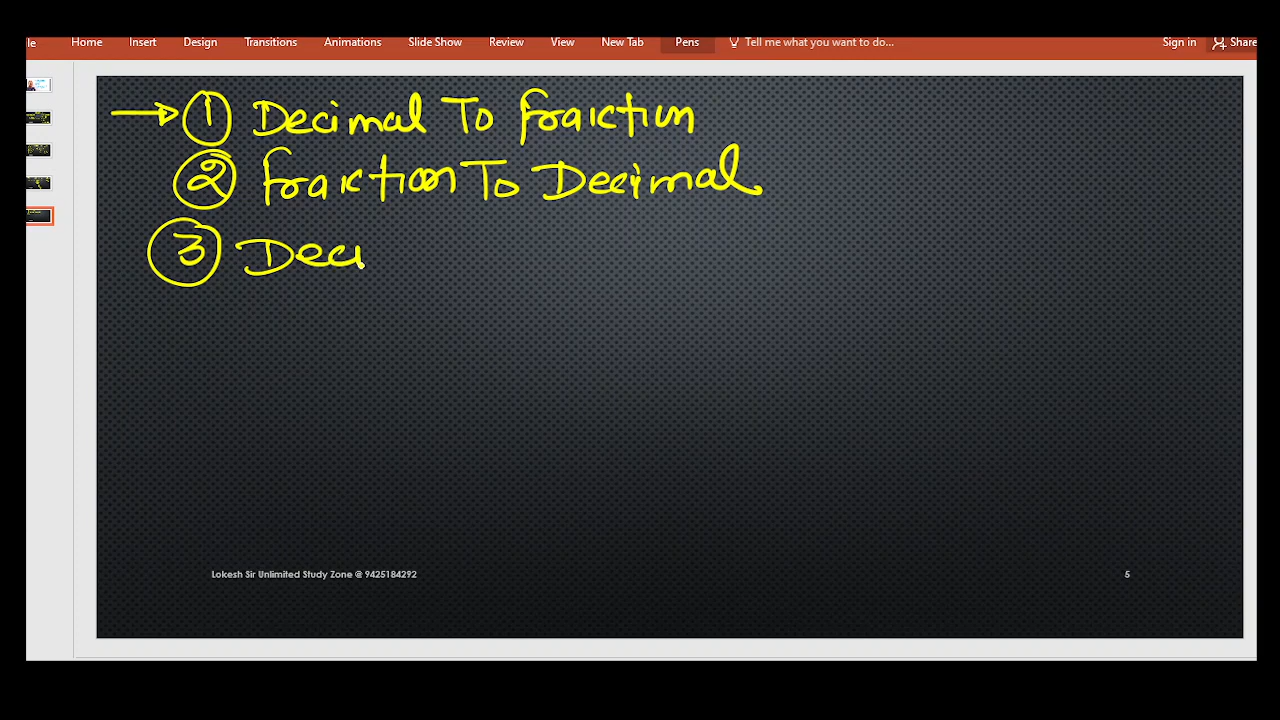 le Home Insert Design Transitions Animations Slide Show Review View New Tab Pens Tell me what you want to do... Sign in Share
① Decimal To fraction
② fraction To Decimal
③ Deci
Lokesh Sir Unlimited Study Zone @ 9425184292 5